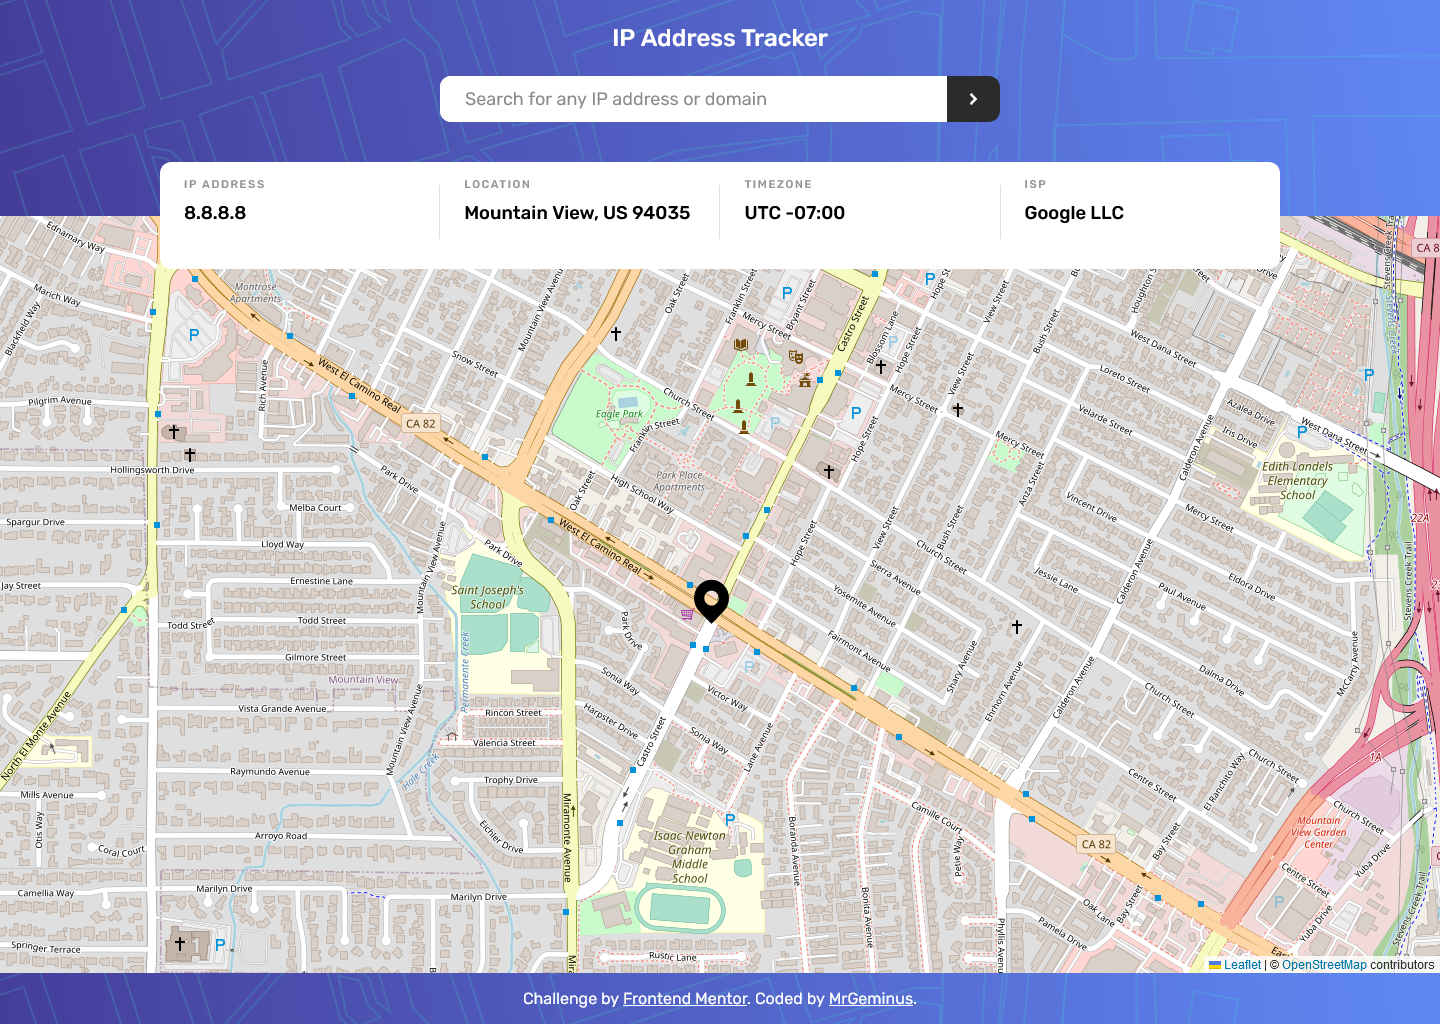 IP Address Tracker
Search for any IP address or domain
IP ADDRESS
8.8.8.8
LOCATION
Mountain View, US 94035
TIMEZONE
UTC -07:00
ISP
Google LLC
Ednamary Way
Marich Way
Blackfield Way
Montrose
Apartments
Mountain View Avenue
Oak Street
Franklin Street
Bryant Street
Mercy Street
Castro Street
Blossom Lane
Hope Street
View Street
Bush Street
Houghton Street
CA 8
Stevens Creek Trail
West Dana Street
Snow Street
West El Camino Real
Rich Avenue
Pilgrim Avenue
CA 82
Eagle Park
Church Street
Franklin Street
Hope Street
Mercy Street
View Street
Loreto Street
Velarde Street
Azalea Drive
Iris Drive
West Dana Street
Calderon Avenue
Edith Landels
Elementary
School
Hollingsworth Drive
Park Drive
Melba Court
Oak Street
High School Way
Park Place
Apartments
Mercy Street
Anza Street
Vincent Drive
Mercy Street
22A
Spargur Drive
Lloyd Way
Mountain View Avenue
Park Drive
West El Camino Real
Hope Street
View Street
Bush Street
Church Street
Sierra Avenue
Yosemite Avenue
Jessie Lane
Calderon Avenue
Eldora Drive
Paul Avenue
Stevens Creek Trail
Jay Street
Ernestine Lane
Saint Joseph's
School
Todd Street
Todd Street
Gilmore Street
Mountain View
Permanente Creek
Park Drive
Fairmont Avenue
Shary Avenue
Ehrhorn Avenue
Calderon Avenue
Church Street
Dalma Drive
McCarty Avenue
Vista Grande Avenue
Mountain View Avenue
Rincon Street
Valencia Street
Sonia Way
Harpster Drive
Victor Way
Castro Street
Sonia Way
Lane Avenue
North El Monte Avenue
Raymundo Avenue
Hale Creek
Trophy Drive
Mills Avenue
Otis Way
Arroyo Road
Coral Court
Eichler Drive
Miramonte Avenue
Isaac Newton
Graham
Middle
School
Boranda Avenue
Camille Court
Petie Way
Centre Street
El Ranchito Way
Church Street
1A
Church Street
Mountain
View Garden
Center
CA 82
Bay Street
Yuba Drive
Centre Street
Camellia Way
Marilyn Drive
Marilyn Drive
Bonita Avenue
Phyllis Avenue
Pamela Drive
Oak Lane
Bay Street
Yuba Drive
Stevens Creek Trail
Springer Terrace
Rustic Lane
Leaflet | © OpenStreetMap contributors
Challenge by Frontend Mentor. Coded by MrGeminus.